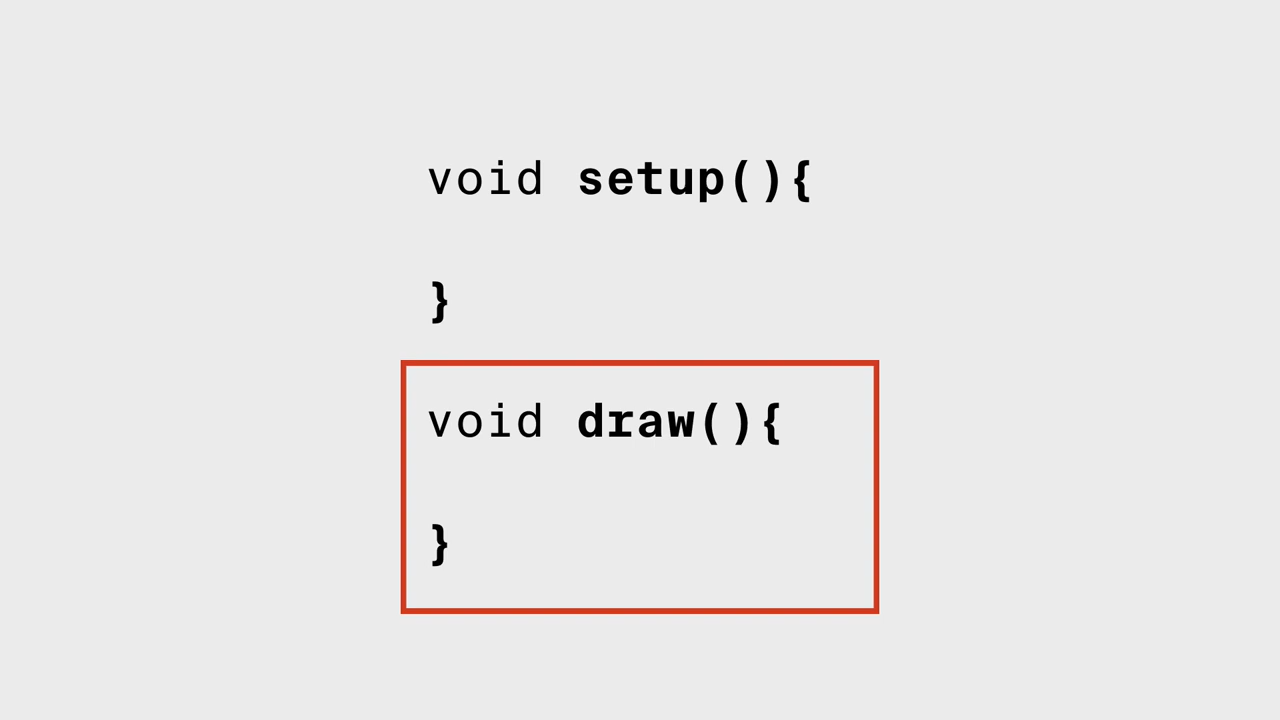 void setup(){
}
void draw(){
}